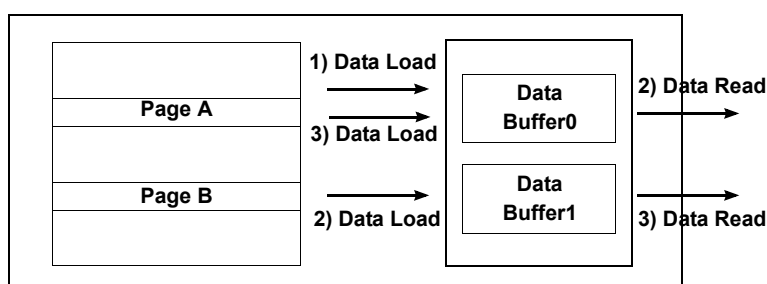 1) Data Load
Page A
3) Data Load
Page B
2) Data Load
Data
Buffer0
Data
Buffer1
2) Data Read
3) Data Read